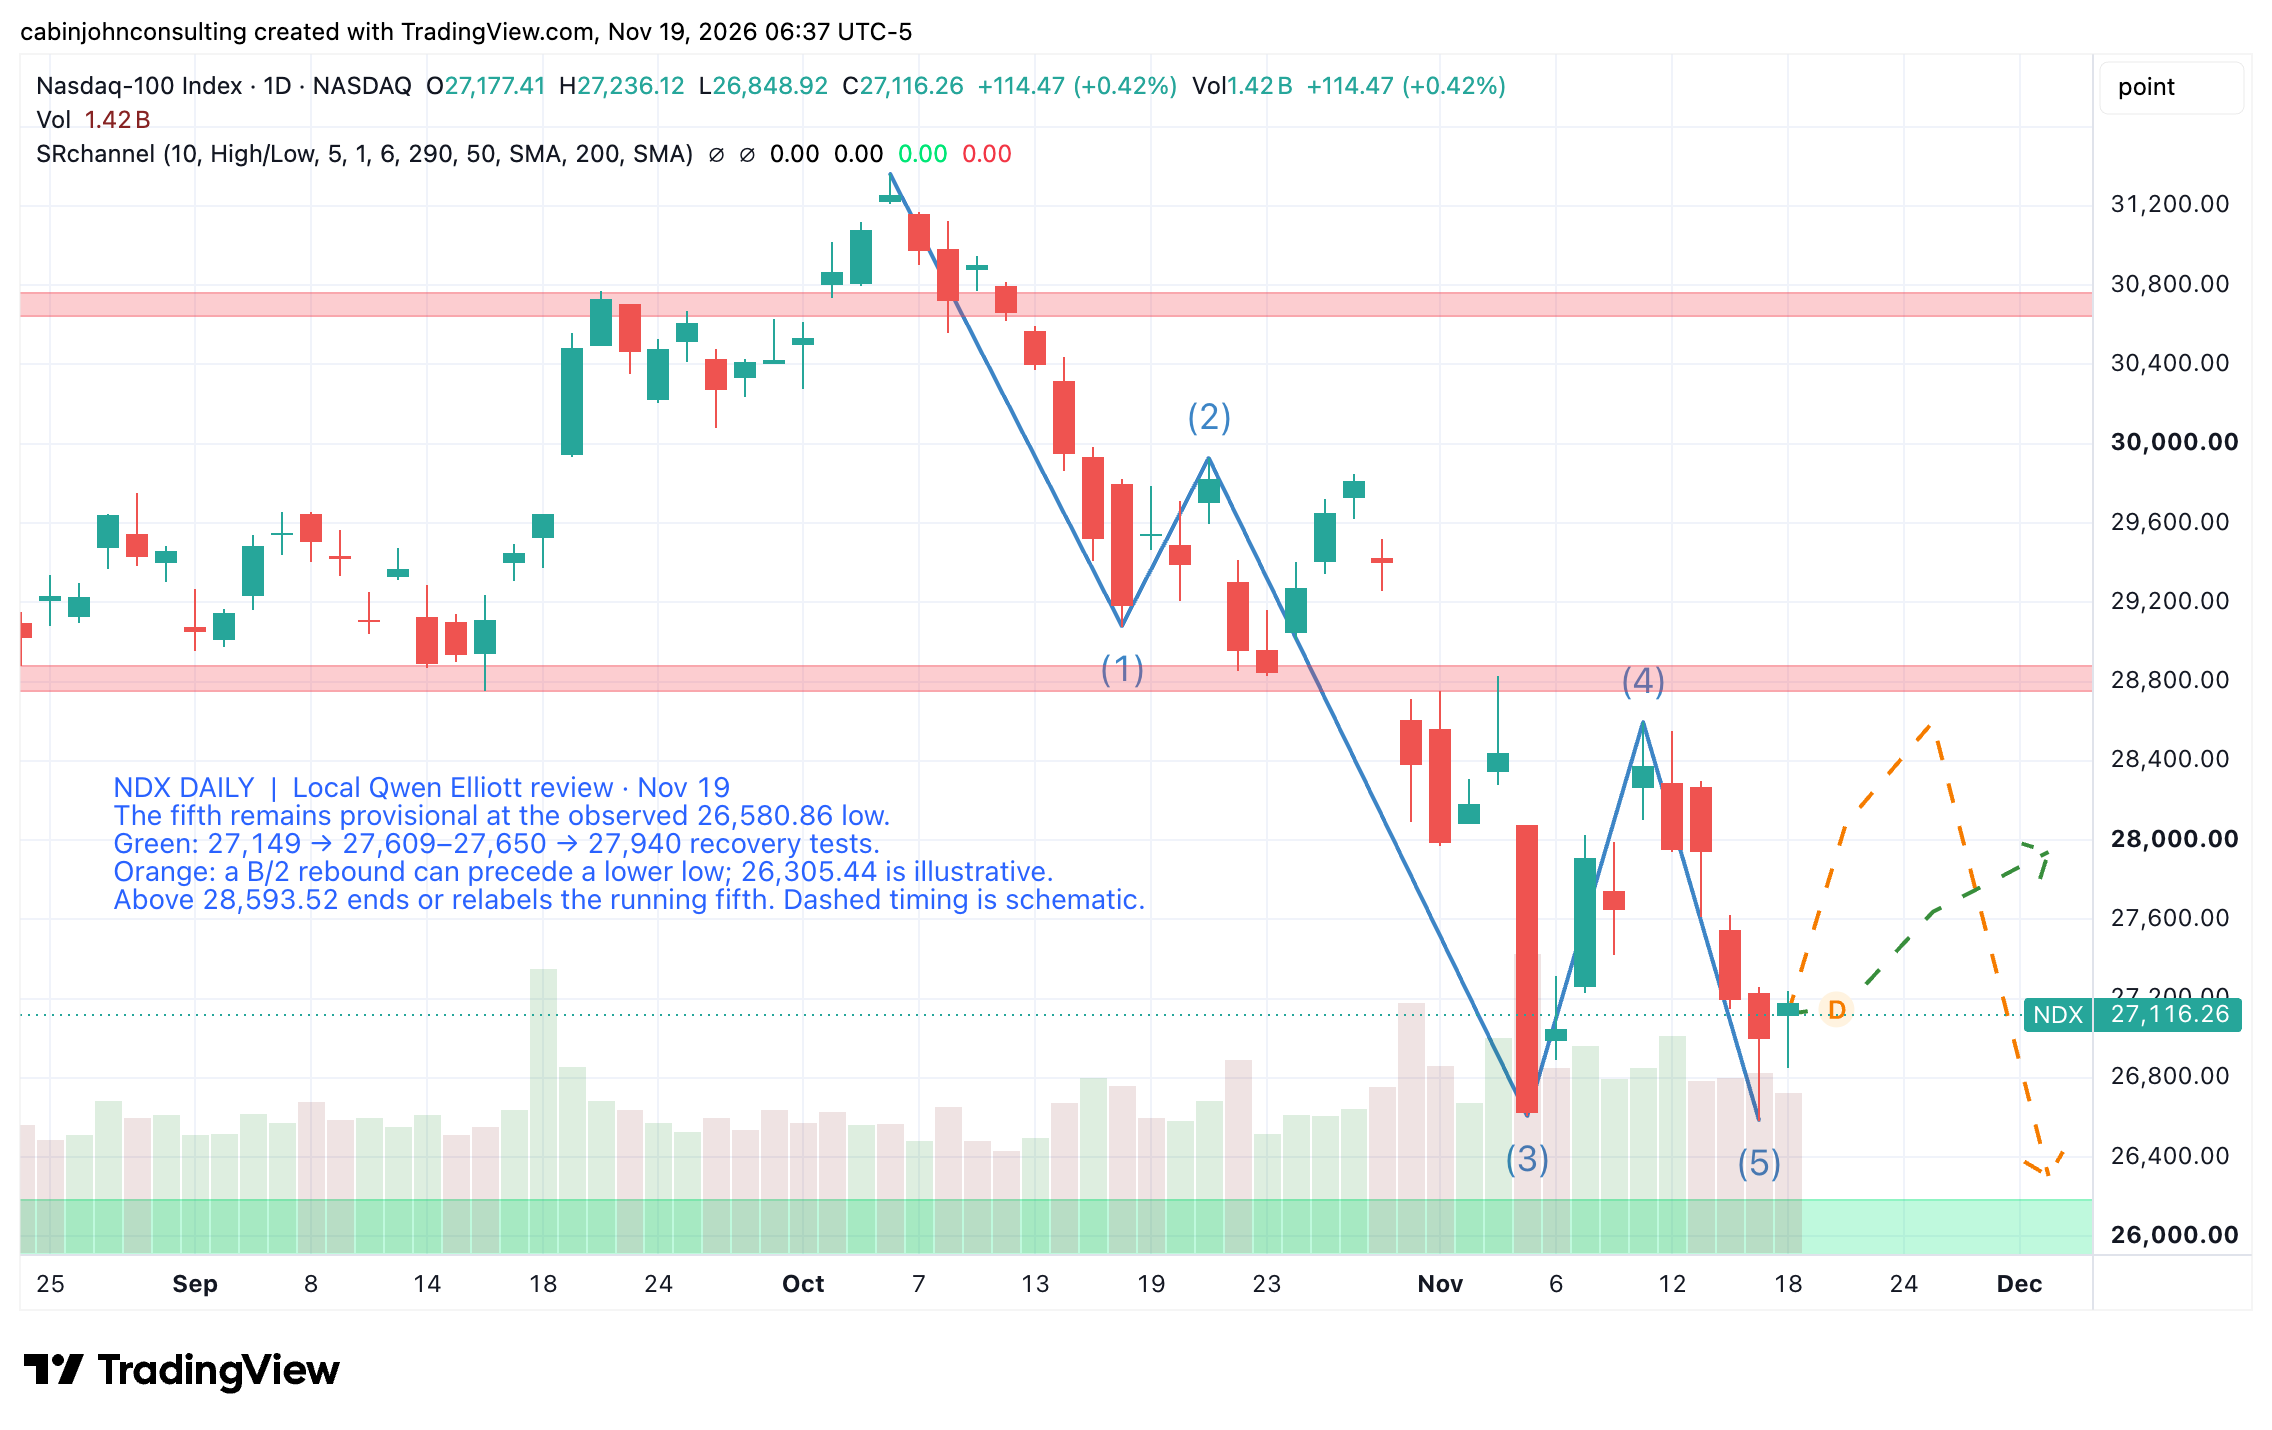 cabinjohnconsulting created with TradingView.com, Nov 19, 2026 06:37 UTC-5
Nasdaq-100 Index · 1D · NASDAQ O27,177.41 H27,236.12 L26,848.92 C27,116.26 +114.47 (+0.42%) Vol1.42 B +114.47 (+0.42%)
point
Vol 1.42 B
SRchannel (10, High/Low, 5, 1, 6, 290, 50, SMA, 200, SMA) ∅ ∅ 0.00 0.00 0.00 0.00
31,200.00
30,800.00
30,400.00
(2)
30,000.00
29,600.00
29,200.00
(1)
(4)
28,800.00
28,400.00
NDX DAILY | Local Qwen Elliott review · Nov 19
The fifth remains provisional at the observed 26,580.86 low.
Green: 27,149 → 27,609–27,650 → 27,940 recovery tests.
Orange: a B/2 rebound can precede a lower low; 26,305.44 is illustrative.
Above 28,593.52 ends or relabels the running fifth. Dashed timing is schematic.
28,000.00
27,600.00
27,200.00
D
NDX 27,116.26
26,800.00
(3)
(5)
26,400.00
26,000.00
25 Sep 8 14 18 24 Oct 7 13 19 23 Nov 6 12 18 24 Dec
TradingView